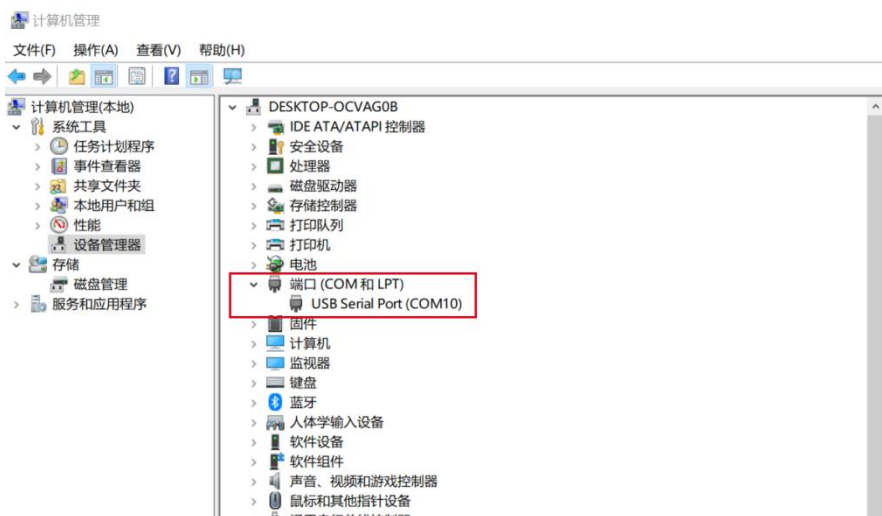 计算机管理
文件(F) 操作(A) 查看(V) 帮助(H)
计算机管理(本地)
系统工具
任务计划程序
事件查看器
共享文件夹
本地用户和组
性能
设备管理器
存储
磁盘管理
服务和应用程序
DESKTOP-OCVAG0B
IDE ATA/ATAPI 控制器
安全设备
处理器
磁盘驱动器
存储控制器
打印队列
打印机
电池
端口 (COM 和 LPT)
USB Serial Port (COM10)
固件
计算机
监视器
键盘
蓝牙
人体学输入设备
软件设备
软件组件
声音、视频和游戏控制器
鼠标和其他指针设备